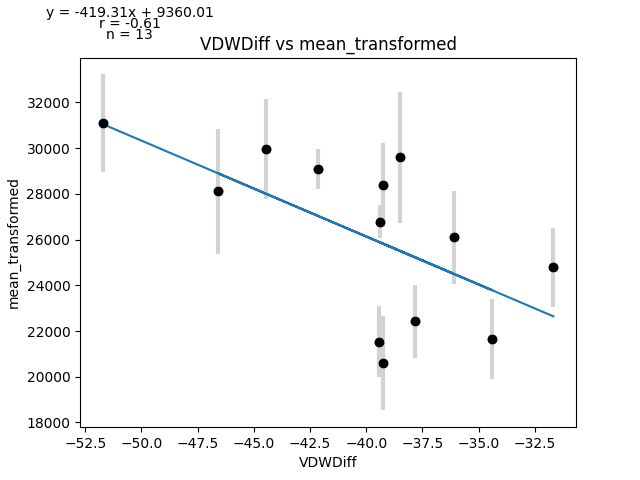 y = -419.31x + 9360.01
r = -0.61
n = 13
VDWDiff vs mean_transformed
mean_transformed
32000
30000
28000
26000
24000
22000
20000
18000
−52.5 −50.0 −47.5 −45.0 −42.5 −40.0 −37.5 −35.0 −32.5
VDWDiff